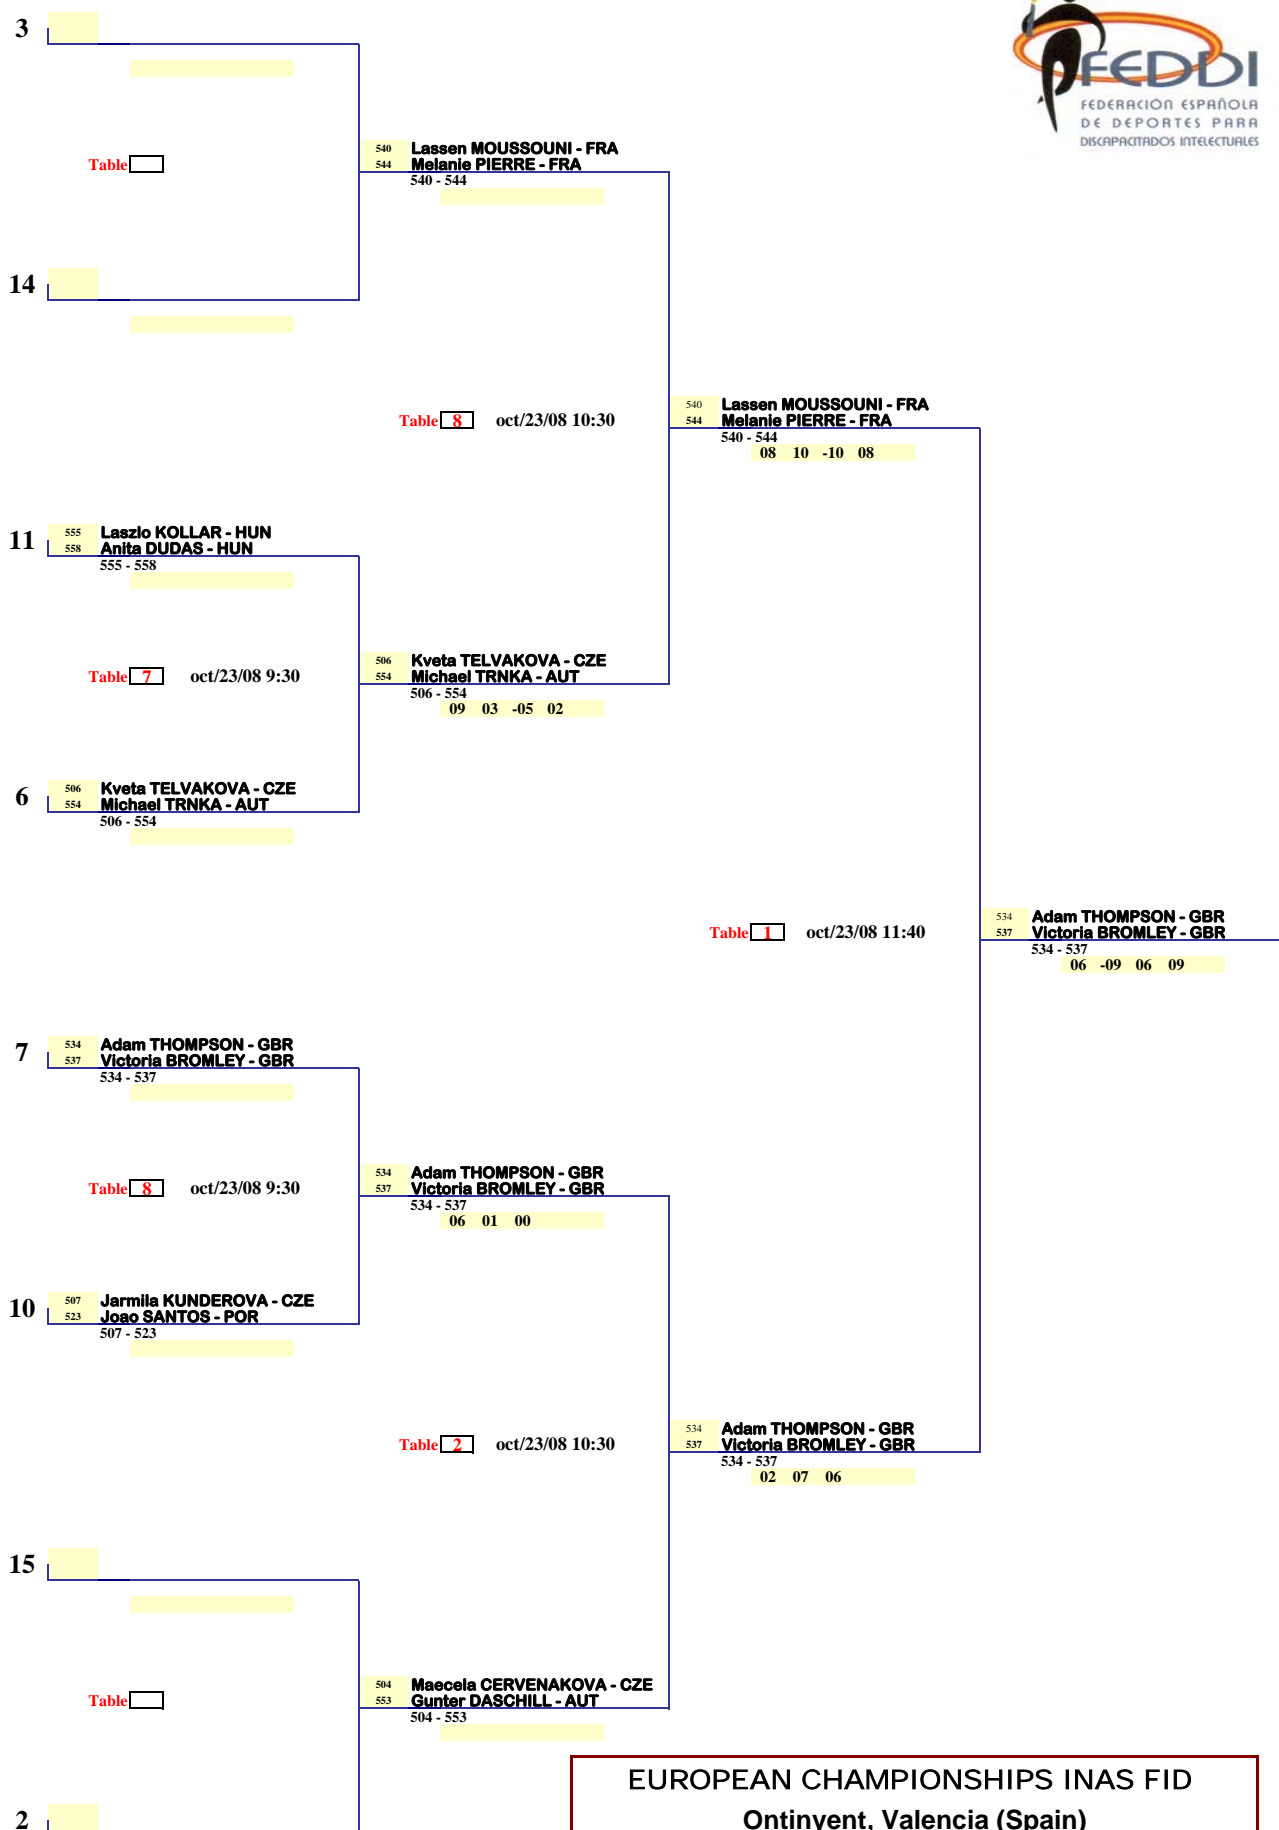 3
FEDDI
FEDERACIÓN ESPAÑOLA
DE DEPORTES PARA
DISCAPACITADOS INTELECTUALES
540 Lassen MOUSSOUNI - FRA
544 Melanie PIERRE - FRA
540 - 544
Table
14
Table 8 oct/23/08 10:30
540 Lassen MOUSSOUNI - FRA
544 Melanie PIERRE - FRA
540 - 544
08 10 -10 08
11
555 Laszlo KOLLAR - HUN
558 Anita DUDAS - HUN
555 - 558
Table 7 oct/23/08 9:30
506 Kveta TELVAKOVA - CZE
554 Michael TRNKA - AUT
506 - 554
09 03 -05 02
6
506 Kveta TELVAKOVA - CZE
554 Michael TRNKA - AUT
506 - 554
Table 1 oct/23/08 11:40
534 Adam THOMPSON - GBR
537 Victoria BROMLEY - GBR
534 - 537
06 -09 06 09
7
534 Adam THOMPSON - GBR
537 Victoria BROMLEY - GBR
534 - 537
Table 8 oct/23/08 9:30
534 Adam THOMPSON - GBR
537 Victoria BROMLEY - GBR
534 - 537
06 01 00
10
507 Jarmila KUNDEROVA - CZE
523 Joao SANTOS - POR
507 - 523
Table 2 oct/23/08 10:30
534 Adam THOMPSON - GBR
537 Victoria BROMLEY - GBR
534 - 537
02 07 06
15
Table
504 Maecela CERVENAKOVA - CZE
553 Gunter DASCHILL - AUT
504 - 553
2
EUROPEAN CHAMPIONSHIPS INAS FID
Ontinyent, Valencia (Spain)